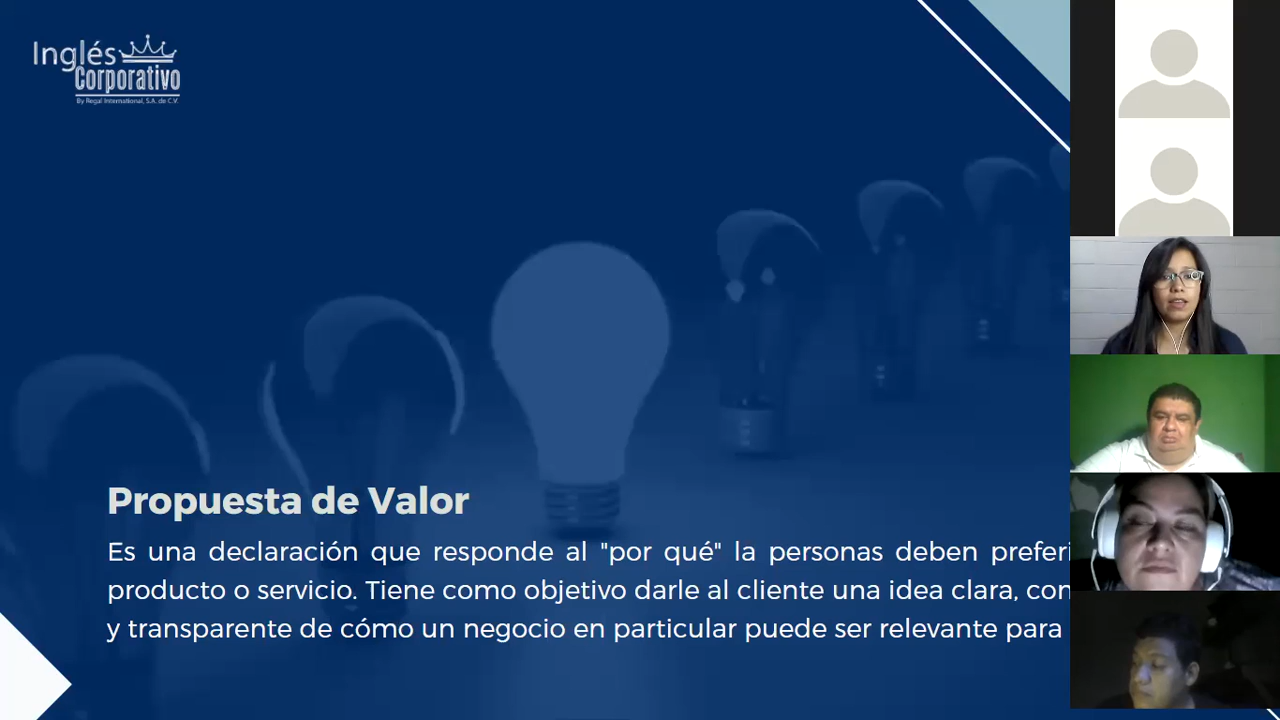 Inglés
Corporativo
By Regal International, S.A. de C.V.
Propuesta de Valor
Es una declaración que responde al "por qué" la personas deben preferi
producto o servicio. Tiene como objetivo darle al cliente una idea clara, con
y transparente de cómo un negocio en particular puede ser relevante para